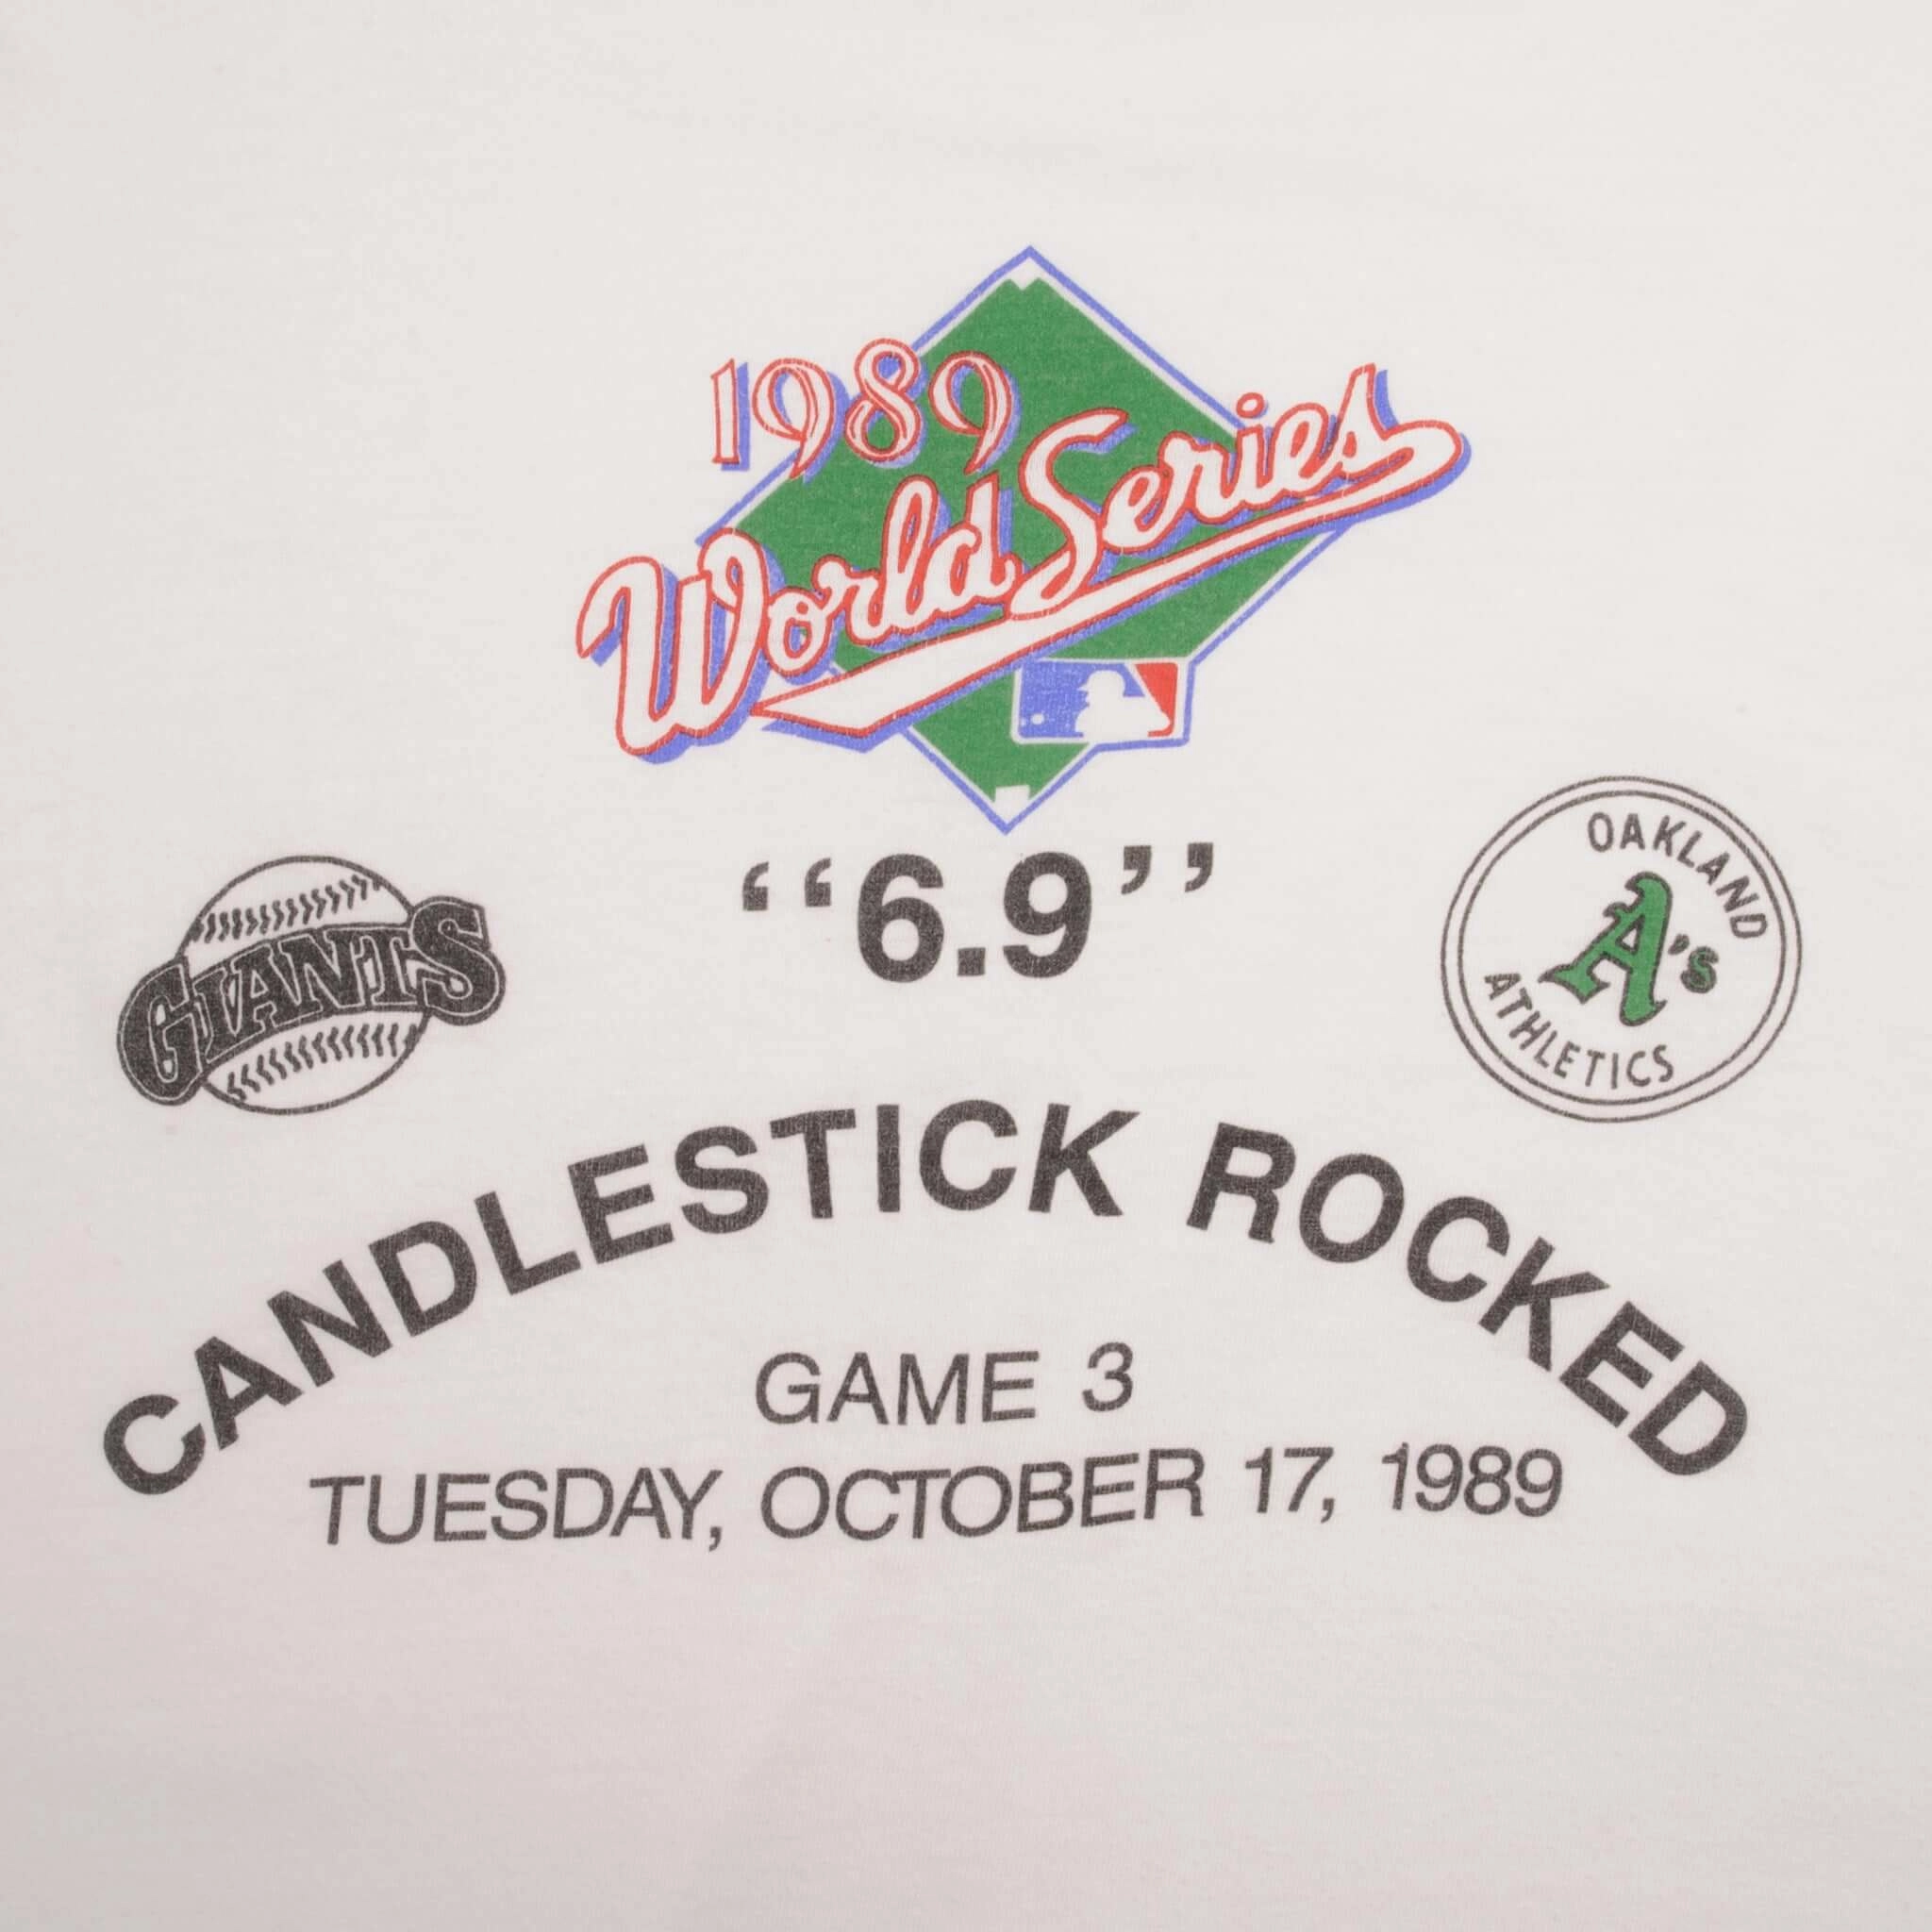 1989
World Series
“6.9”
GIANTS
OAKLAND
A's
ATHLETICS
CANDLESTICK ROCKED
GAME 3
TUESDAY, OCTOBER 17, 1989